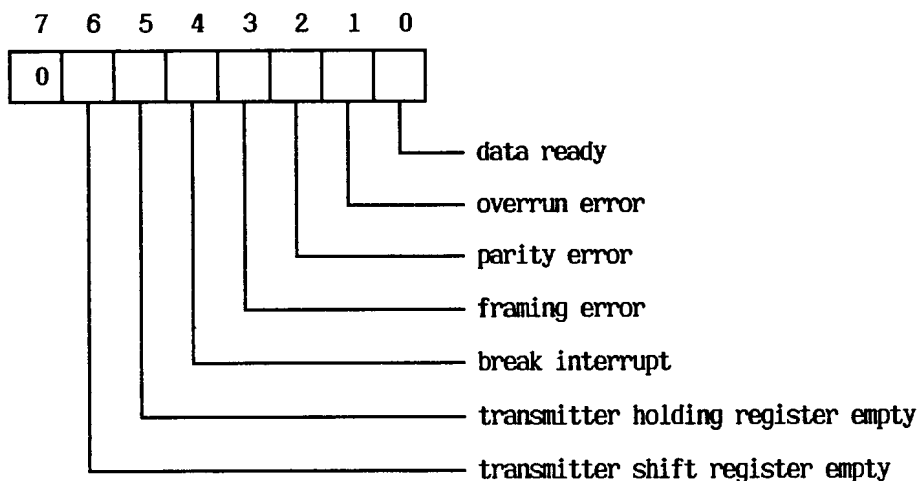 7 6 5 4 3 2 1 0
0
data ready
overrun error
parity error
framing error
break interrupt
transmitter holding register empty
transmitter shift register empty